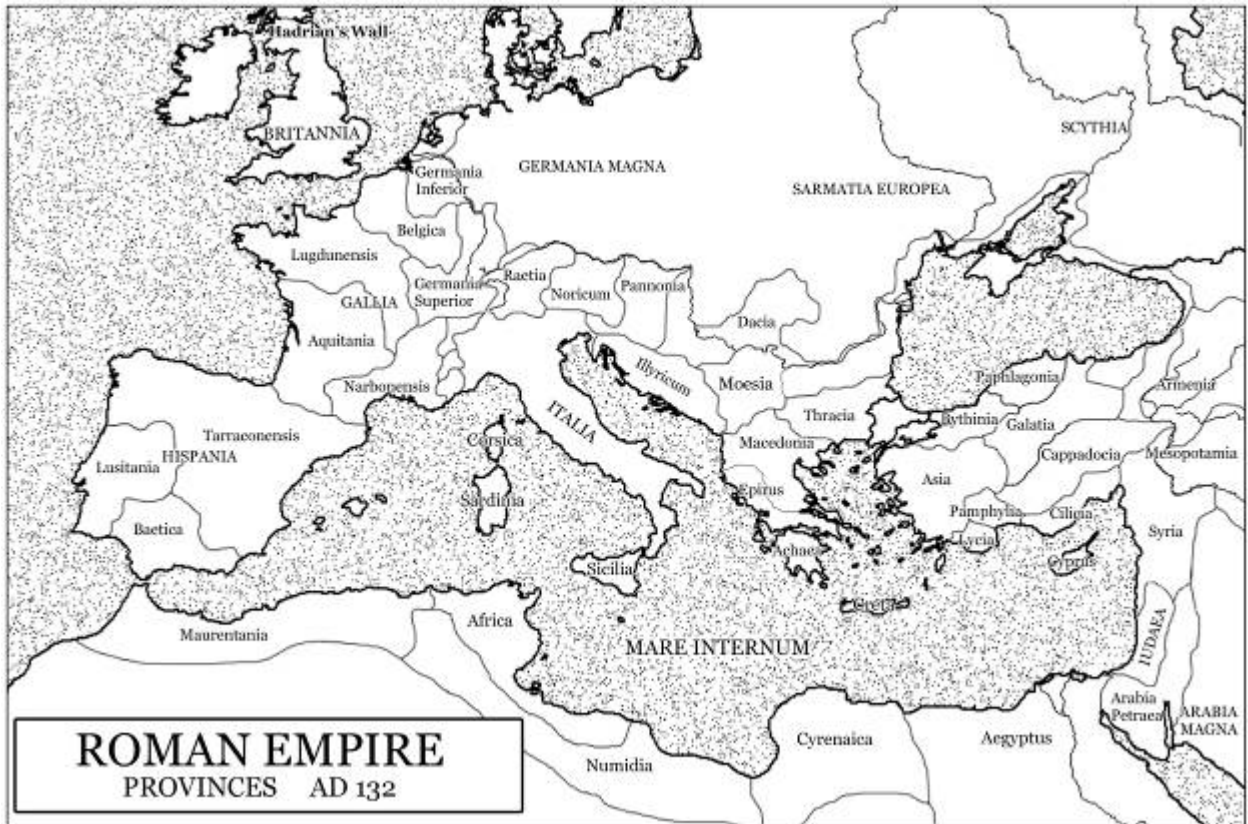 Hadrian's Wall
BRITANNIA
SCYTHIA
Germania
Inferior
GERMANIA MAGNA
SARMATIA EUROPEA
Belgica
Lugdunensis
Germania
Superior
Raetia
Noricum
Pannonia
GALLIA
Dacia
Aquitania
Narbonensis
Illyricum
Moesia
Paphlagonia
Armenia
ITALIA
Thracia
Bythinia
Galatia
Tarraconensis
Corsica
Macedonia
Cappadocia
Mesopotamia
Lusitania
HISPANIA
Sardinia
Epirus
Asia
Baetica
Pamphylia
Cilicia
Syria
Achaea
Lycia
Cyprus
Sicilia
Creta
Maurentania
Africa
MARE INTERNUM
IUDAEA
Arabia
Petraea
ARABIA
MAGNA
Cyrenaica
Aegyptus
Numidia
ROMAN EMPIRE
PROVINCES AD 132